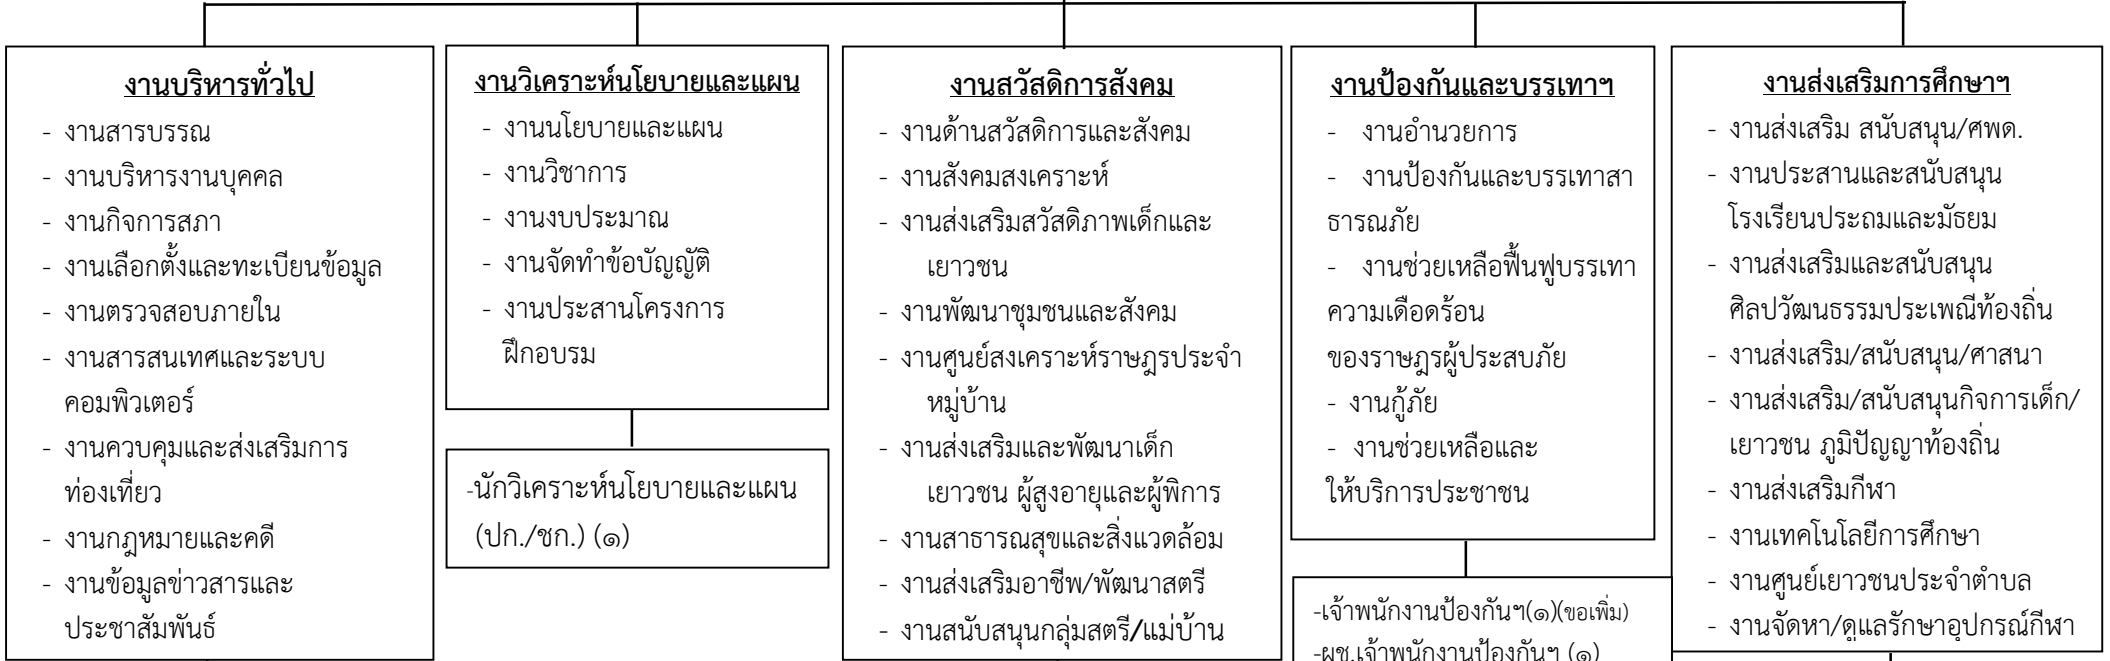 งานบริหารทั่วไป
- งานสารบรรณ
- งานบริหารงานบุคคล
- งานกิจการสภา
- งานเลือกตั้งและทะเบียนข้อมูล
- งานตรวจสอบภายใน
- งานสารสนเทศและระบบ
คอมพิวเตอร์
- งานควบคุมและส่งเสริมการ
ท่องเที่ยว
- งานกฎหมายและคดี
- งานข้อมูลข่าวสารและ
ประชาสัมพันธ์
งานวิเคราะห์นโยบายและแผน
- งานนโยบายและแผน
- งานวิชาการ
- งานงบประมาณ
- งานจัดทำข้อบัญญัติ
- งานประสานโครงการ
ฝึกอบรม
-นักวิเคราะห์นโยบายและแผน
(ปก./ชก.) (๑)
งานสวัสดิการสังคม
- งานด้านสวัสดิการและสังคม
- งานสังคมสงเคราะห์
- งานส่งเสริมสวัสดิภาพเด็กและ
เยาวชน
- งานพัฒนาชุมชนและสังคม
- งานศูนย์สงเคราะห์ราษฎรประจำ
หมู่บ้าน
- งานส่งเสริมและพัฒนาเด็ก
เยาวชน ผู้สูงอายุและผู้พิการ
- งานสาธารณสุขและสิ่งแวดล้อม
- งานส่งเสริมอาชีพ/พัฒนาสตรี
- งานสนับสนุนกลุ่มสตรี/แม่บ้าน
งานป้องกันและบรรเทาฯ
- งานอำนวยการ
- งานป้องกันและบรรเทาสา
ธารณภัย
- งานช่วยเหลือฟื้นฟูบรรเทา
ความเดือดร้อน
ของราษฎรผู้ประสบภัย
- งานกู้ภัย
- งานช่วยเหลือและ
ให้บริการประชาชน
-เจ้าพนักงานป้องกันฯ(๑)(ขอเพิ่ม)
-ผช.เจ้าพนักงานป้องกันฯ (๑)
งานส่งเสริมการศึกษาฯ
- งานส่งเสริม สนับสนุน/ศพด.
- งานประสานและสนับสนุน
โรงเรียนประถมและมัธยม
- งานส่งเสริมและสนับสนุน
ศิลปวัฒนธรรมประเพณีท้องถิ่น
- งานส่งเสริม/สนับสนุน/ศาสนา
- งานส่งเสริม/สนับสนุนกิจการเด็ก/
เยาวชน ภูมิปัญญาท้องถิ่น
- งานส่งเสริมกีฬา
- งานเทคโนโลยีการศึกษา
- งานศูนย์เยาวชนประจำตำบล
- งานจัดหา/ดูแลรักษาอุปกรณ์กีฬา